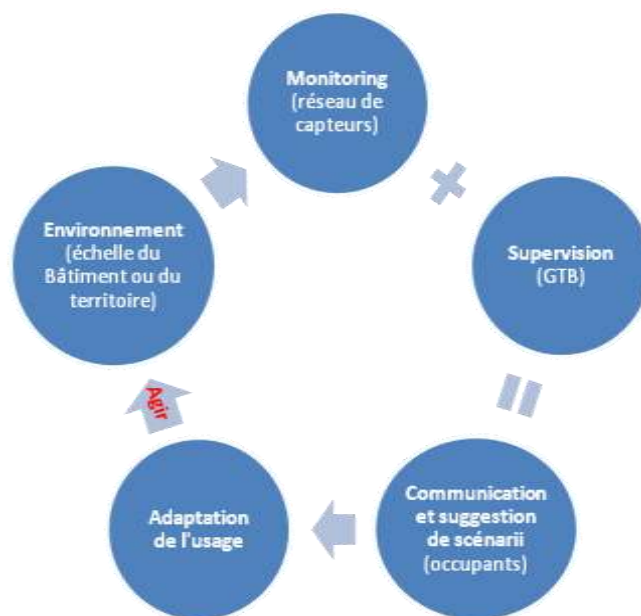 Monitoring
(réseau de
capteurs)
Supervision
(GTB)
Communication
et suggestion
de scénarii
(occupants)
Adaptation
de l'usage
Agir
Environnement
(échelle du
Bâtiment ou du
territoire)